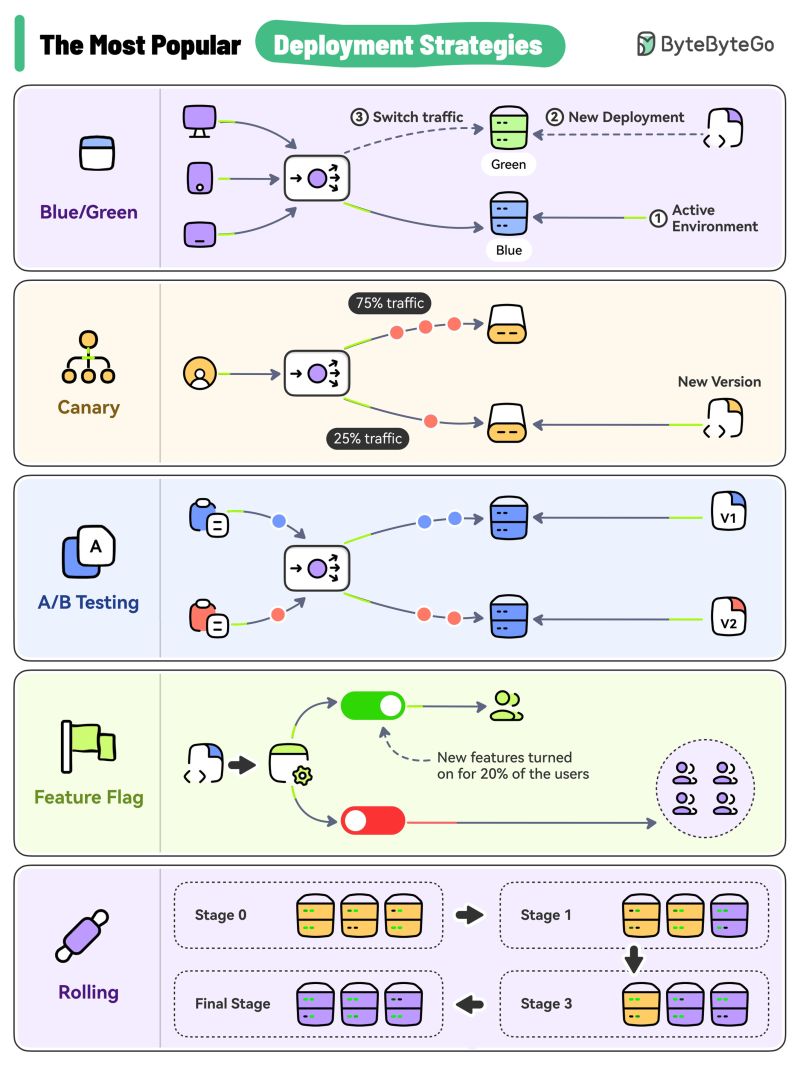 The Most Popular Deployment Strategies
ByteByteGo
Blue/Green
③ Switch traffic
② New Deployment
Green
① Active
Environment
Blue
Canary
75% traffic
25% traffic
New Version
A/B Testing
A
V1
V2
Feature Flag
New features turned
on for 20% of the users
Rolling
Stage 0
Stage 1
Final Stage
Stage 3